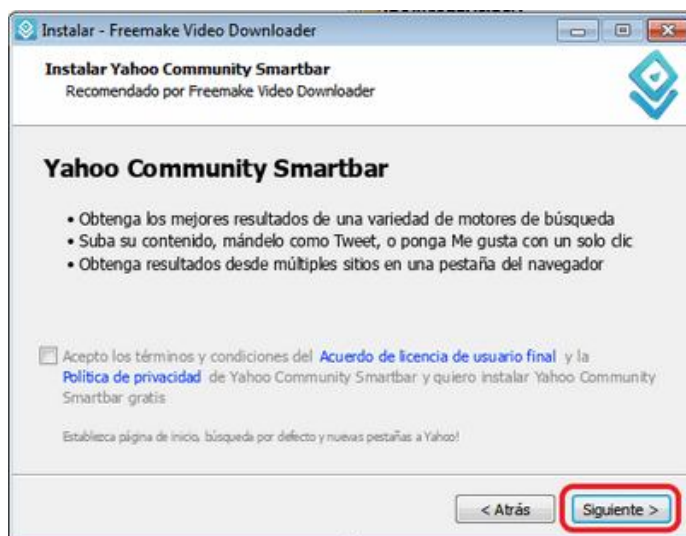 Instalar - Freemake Video Downloader
Instalar Yahoo Community Smartbar
Recomendado por Freemake Video Downloader
Yahoo Community Smartbar
• Obtenga los mejores resultados de una variedad de motores de búsqueda
• Suba su contenido, mándelo como Tweet, o ponga Me gusta con un solo clic
• Obtenga resultados desde múltiples sitios en una pestaña del navegador
Acepto los términos y condiciones del Acuerdo de licencia de usuario final y la
Política de privacidad de Yahoo Community Smartbar y quiero instalar Yahoo Community
Smartbar gratis
Establezca página de inicio, búsqueda por defecto y nuevas pestañas a Yahoo!
< Atrás
Siguiente >